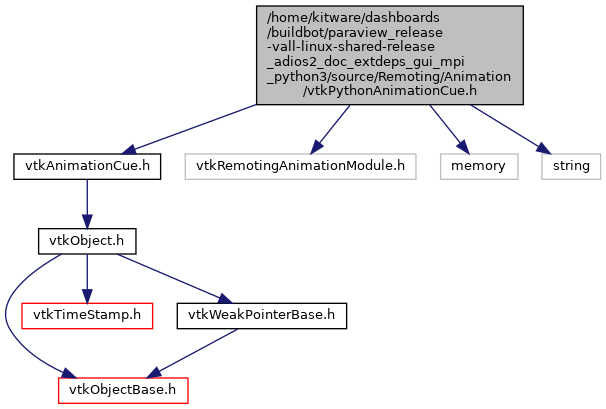 /home/kitware/dashboards
/buildbot/paraview_release
-vall-linux-shared-release
_adios2_doc_extdeps_gui_mpi
_python3/source/Remoting/Animation
/vtkPythonAnimationCue.h
vtkAnimationCue.h
vtkRemotingAnimationModule.h
memory
string
vtkObject.h
vtkTimeStamp.h
vtkWeakPointerBase.h
vtkObjectBase.h